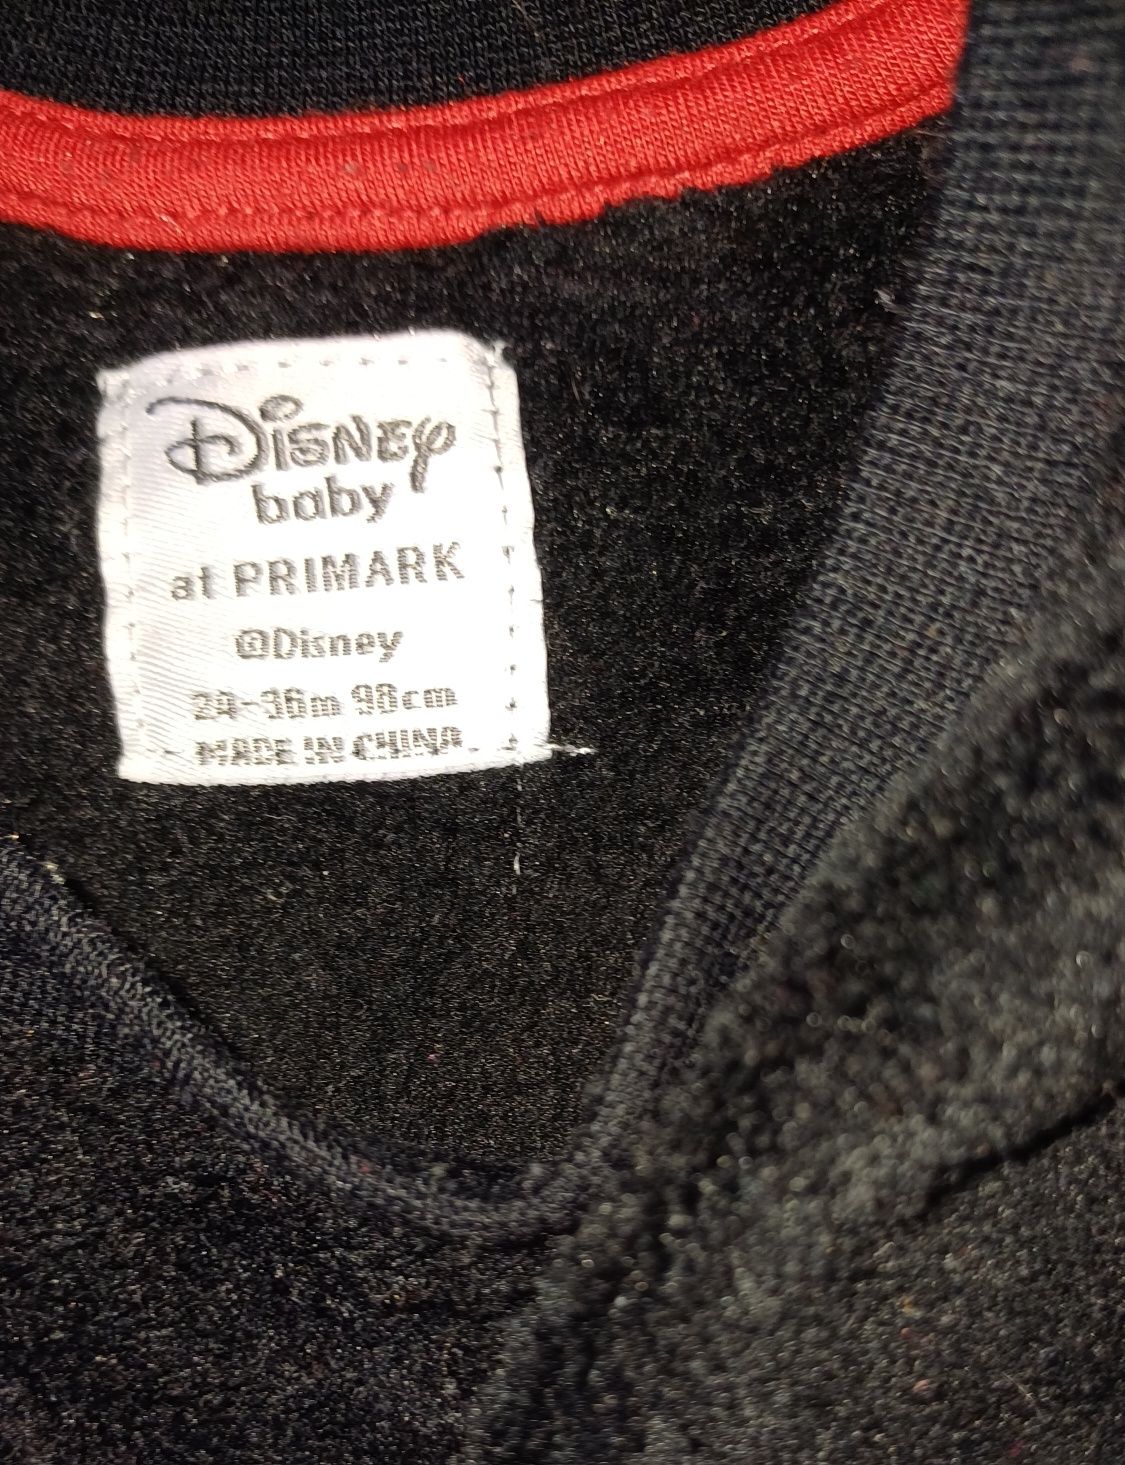 Disney
baby
at PRIMARK
@Disney
24-36m 98cm
MADE IN CHINA